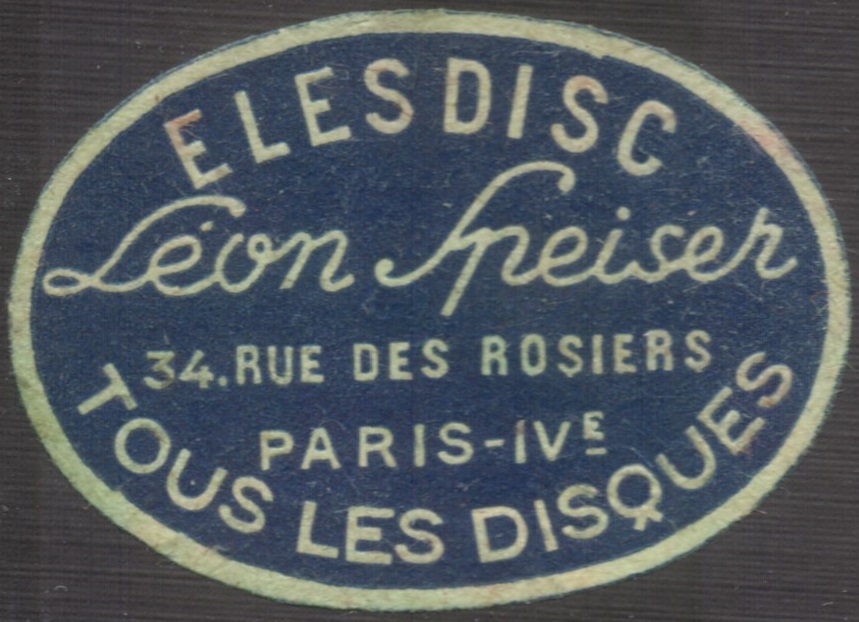 ELESDISC
Léon Speiser
34. RUE DES ROSIERS
PARIS-IVE
TOUS LES DISQUES